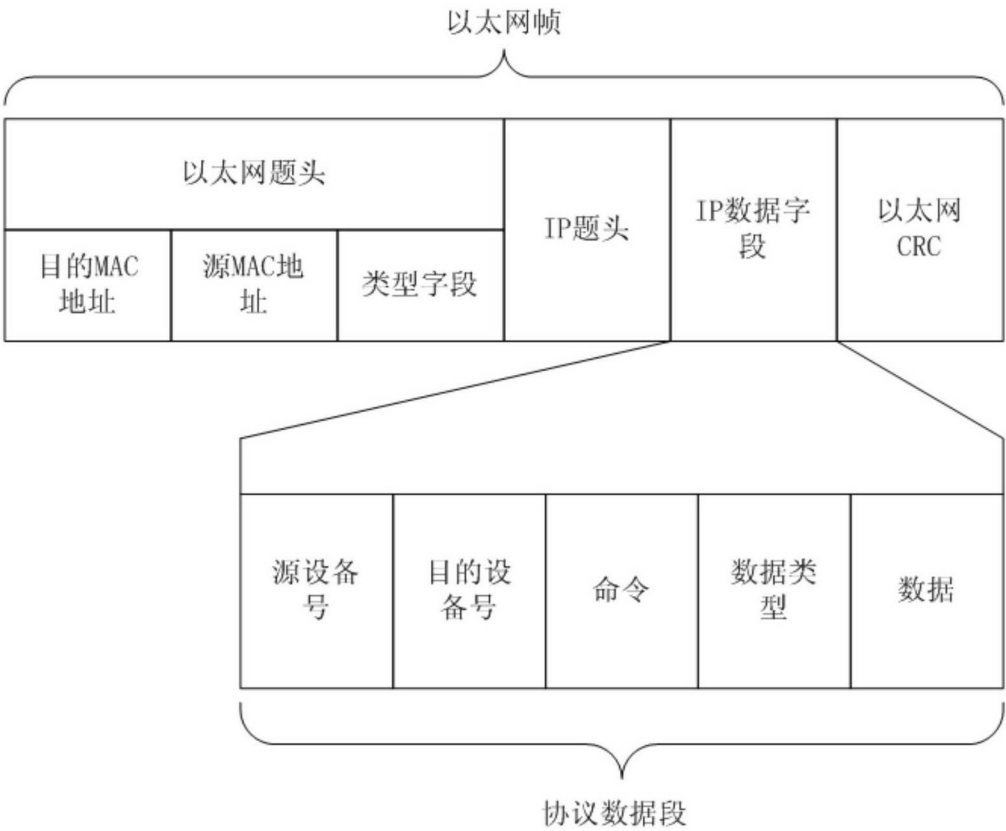 以太网帧
以太网题头
IP题头
IP数据字
段
以太网
CRC
目的MAC
地址
源MAC地
址
类型字段
源设备
号
目的设
备号
命令
数据类
型
数据
协议数据段